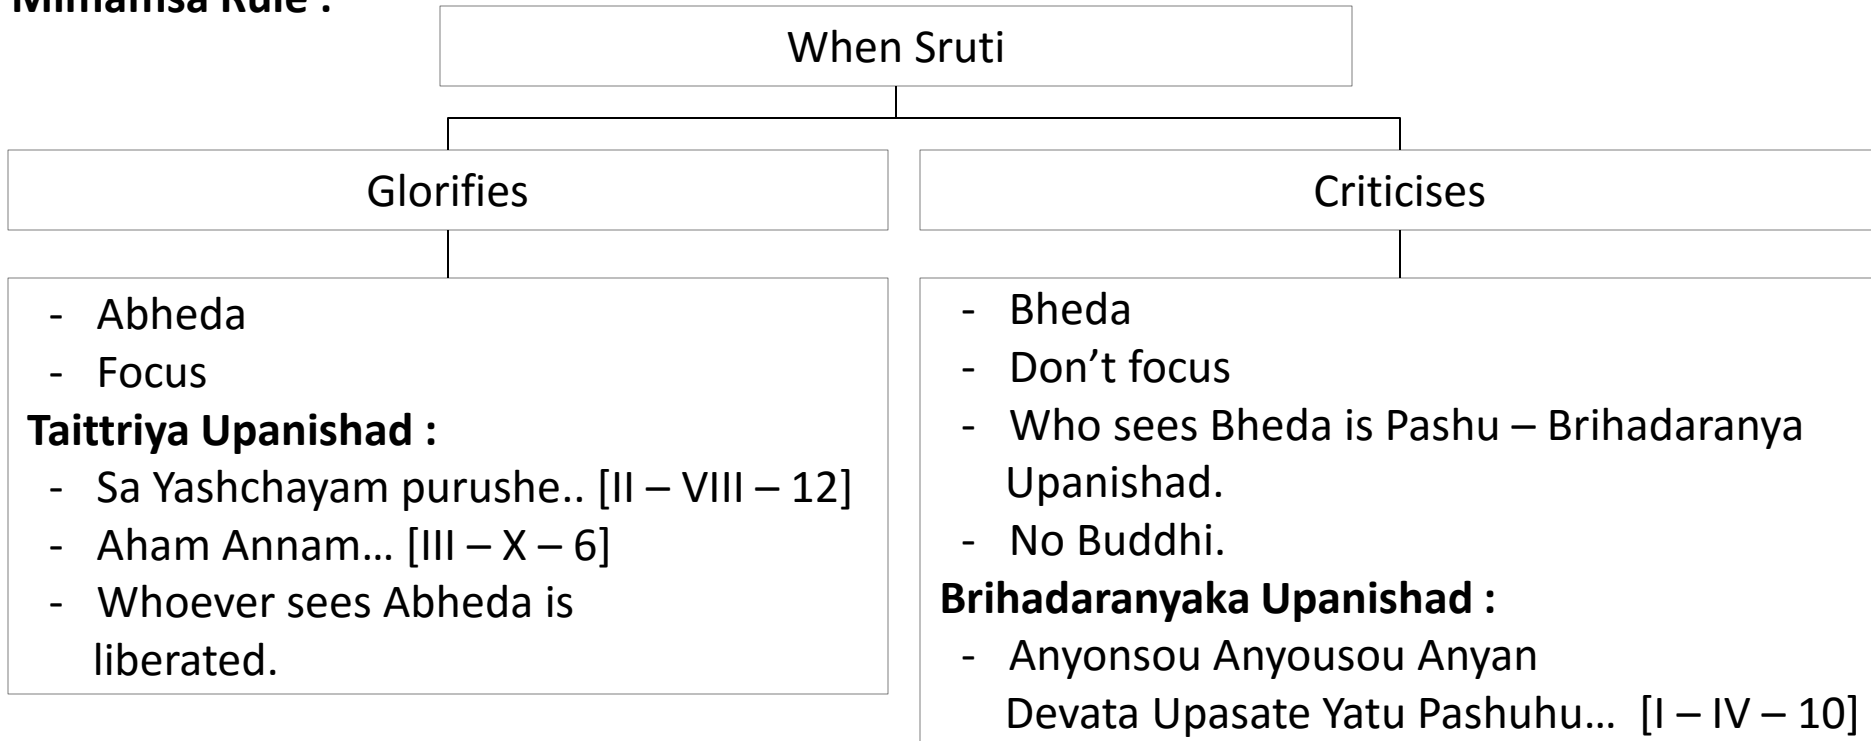 Mimamsa Rule :
When Sruti
Glorifies
- Abheda
- Focus
Taittriya Upanishad :
- Sa Yashchayam purushe.. [II – VIII – 12]
- Aham Annam... [III – X – 6]
- Whoever sees Abheda is
liberated.
Criticises
- Bheda
- Don’t focus
- Who sees Bheda is Pashu – Brihadaranya
Upanishad.
- No Buddhi.
Brihadaranyaka Upanishad :
- Anyonsou Anyousou Anyan
Devata Upasate Yatu Pashuhu... [I – IV – 10]